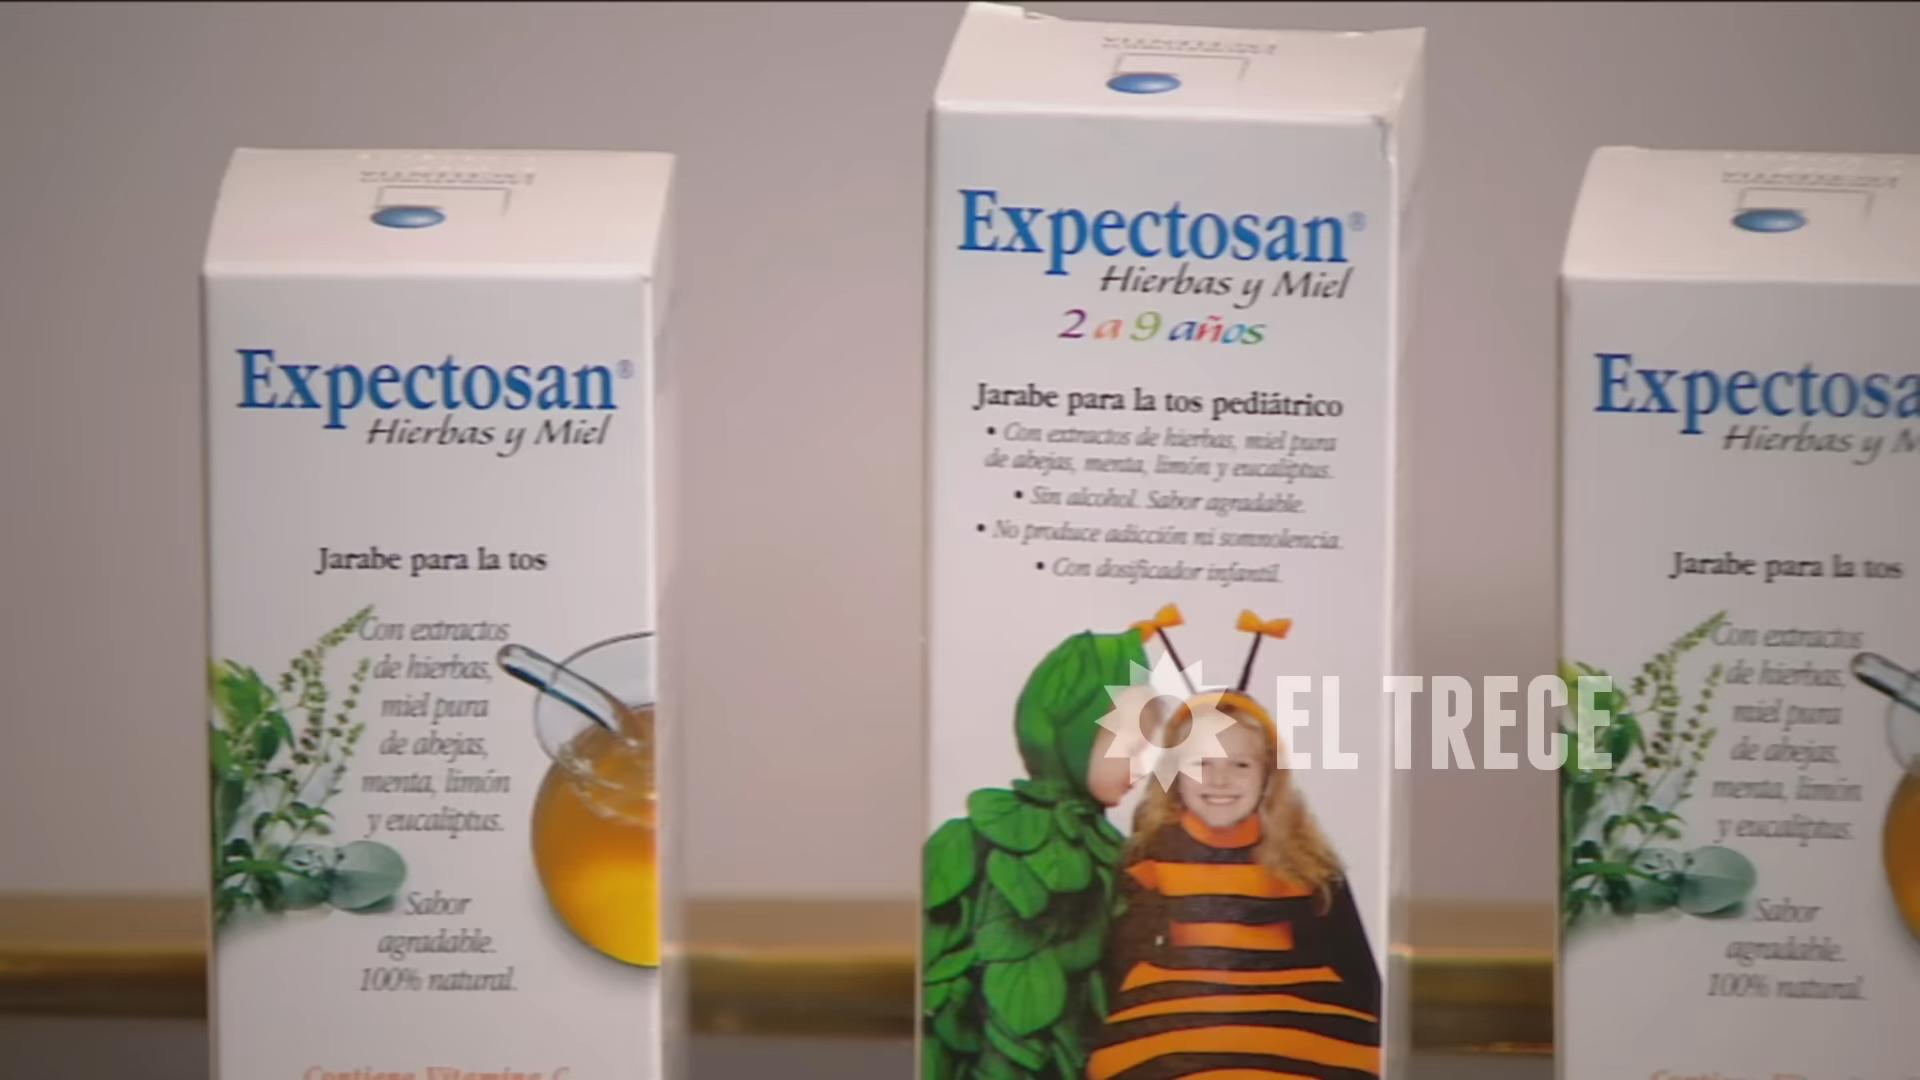 Expectosan®
Hierbas y Miel
Jarabe para la tos
Con extractos
de hierbas,
miel pura
de abejas,
menta, limón
y eucaliptus.
Sabor
agradable.
100% natural.
Contiene Vitamina C
Expectosan®
Hierbas y Miel
2 a 9 años
Jarabe para la tos pediátrico
• Con extractos de hierbas, miel pura
de abejas, menta, limón y eucaliptus.
• Sin alcohol. Sabor agradable.
• No produce adicción ni somnolencia.
• Con dosificador infantil.
EL TRECE
Expectosa
Hierbas y M
Jarabe para la tos
Con extractos
de hierbas,
miel pura
de abejas,
menta, limón
y eucaliptus.
Sabor
agradable.
100% natural.